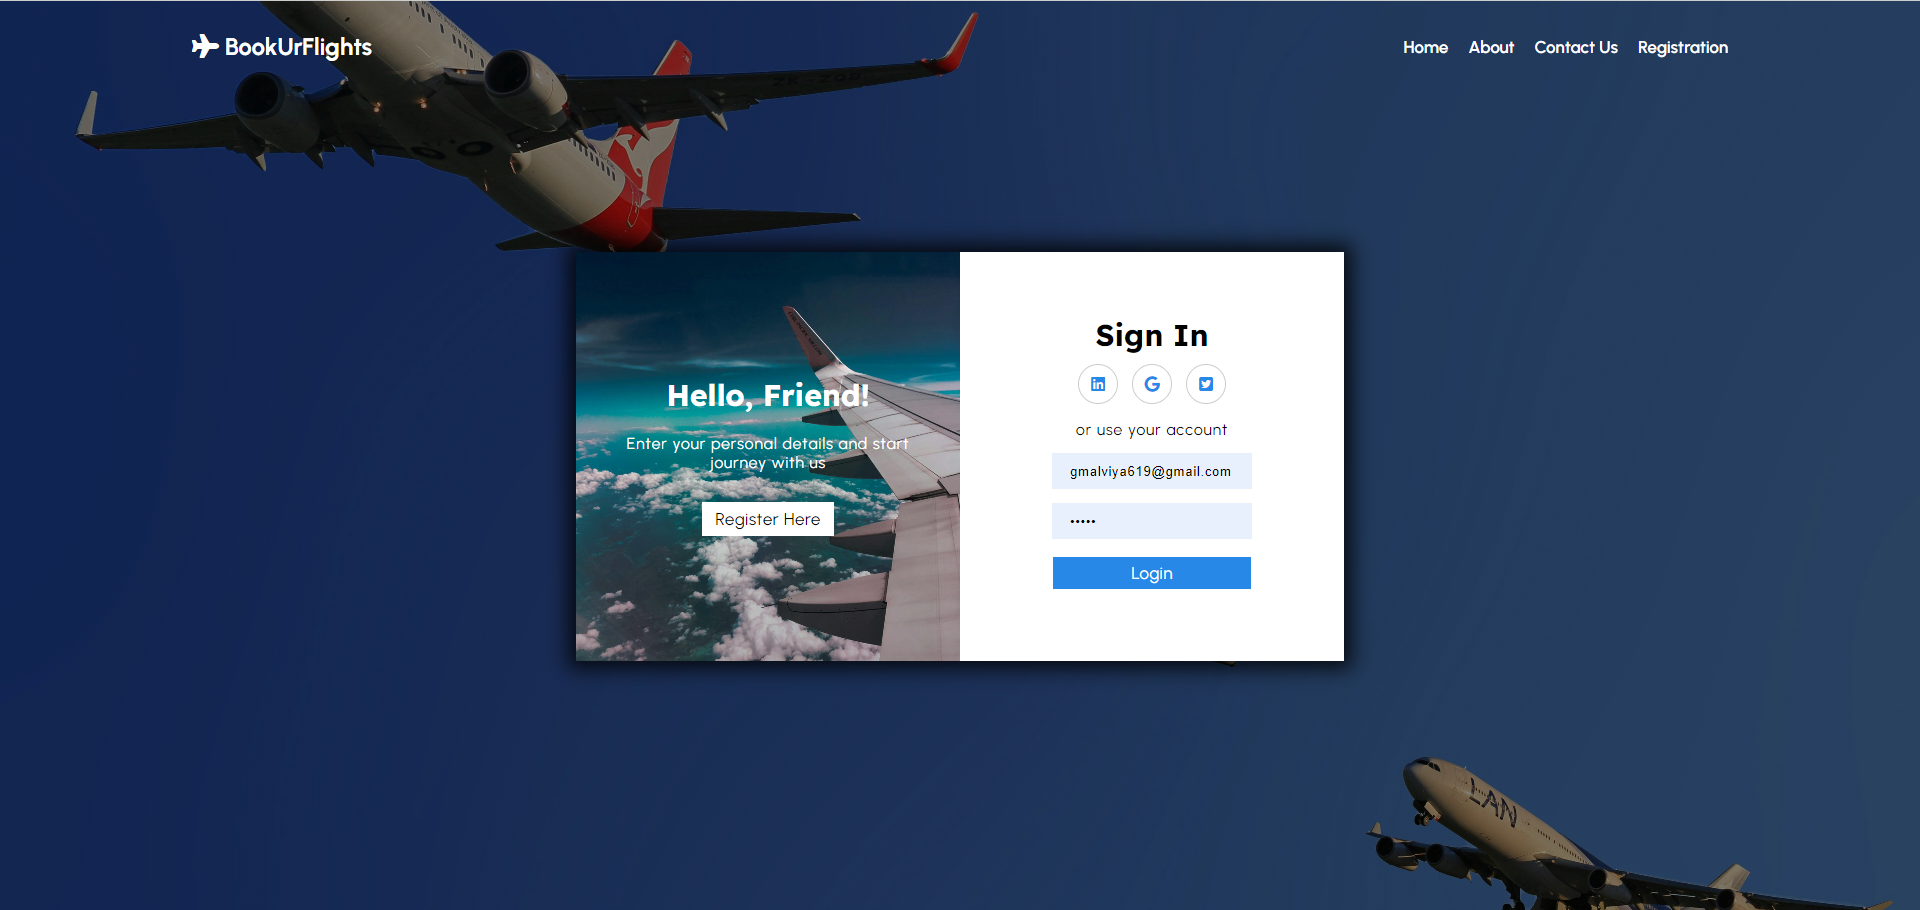 BookUrFlights
Home About Contact Us Registration
Hello, Friend!
Enter your personal details and start
journey with us
Register Here
Sign In
or use your account
gmalviya619@gmail.com
•••••
Login
LAN